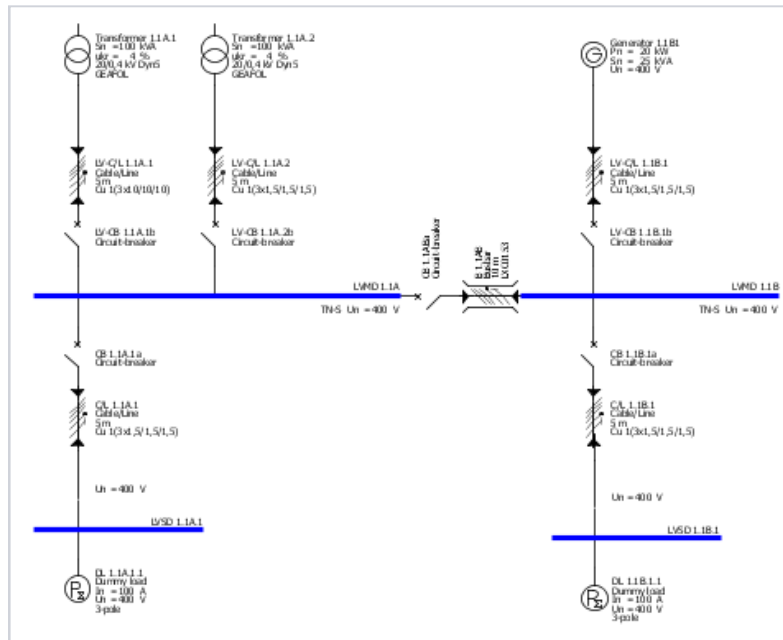 Transformer 1.1A.1
Sn =100 kVA
ukr = 4 %
20/0,4 kV Dyn5
GEAFOL
Transformer 1.1A.2
Sn =100 kVA
ukr = 4 %
20/0,4 kV Dyn5
GEAFOL
G
Generator 1.1B1
Pn = 20 kW
Sn = 25 kVA
Un =400 V
LV-C/L 1.1A.1
Cable/Line
5 m
Cu 1(3x10/10/10)
LV-C/L 1.1A.2
Cable/Line
5 m
Cu 1(3x1,5/1,5/1,5)
LV-C/L 1.1B.1
Cable/Line
5 m
Cu 1(3x1,5/1,5/1,5)
LV-CB 1.1A.1b
Circuit-breaker
LV-CB 1.1A.2b
Circuit-breaker
CB 1.1ABa
Circuit-breaker
B 1.1AB
Busbar
10 m
LV-CB 1.1B.1b
Circuit-breaker
LVMD 1.1A
TN-S Un =400 V
LVMD 1.1B
TN-S Un =400 V
CB 1.1A.1a
Circuit-breaker
CB 1.1B.1a
Circuit-breaker
C/L 1.1A.1
Cable/Line
5 m
Cu 1(3x1,5/1,5/1,5)
C/L 1.1B.1
Cable/Line
5 m
Cu 1(3x1,5/1,5/1,5)
Un =400 V
Un =400 V
LVSD 1.1A.1
LVSD 1.1B.1
DL 1.1A.1.1
Dummy load
In =100 A
Un =400 V
3-pole
DL 1.1B.1.1
Dummy load
In =100 A
Un =400 V
3-pole